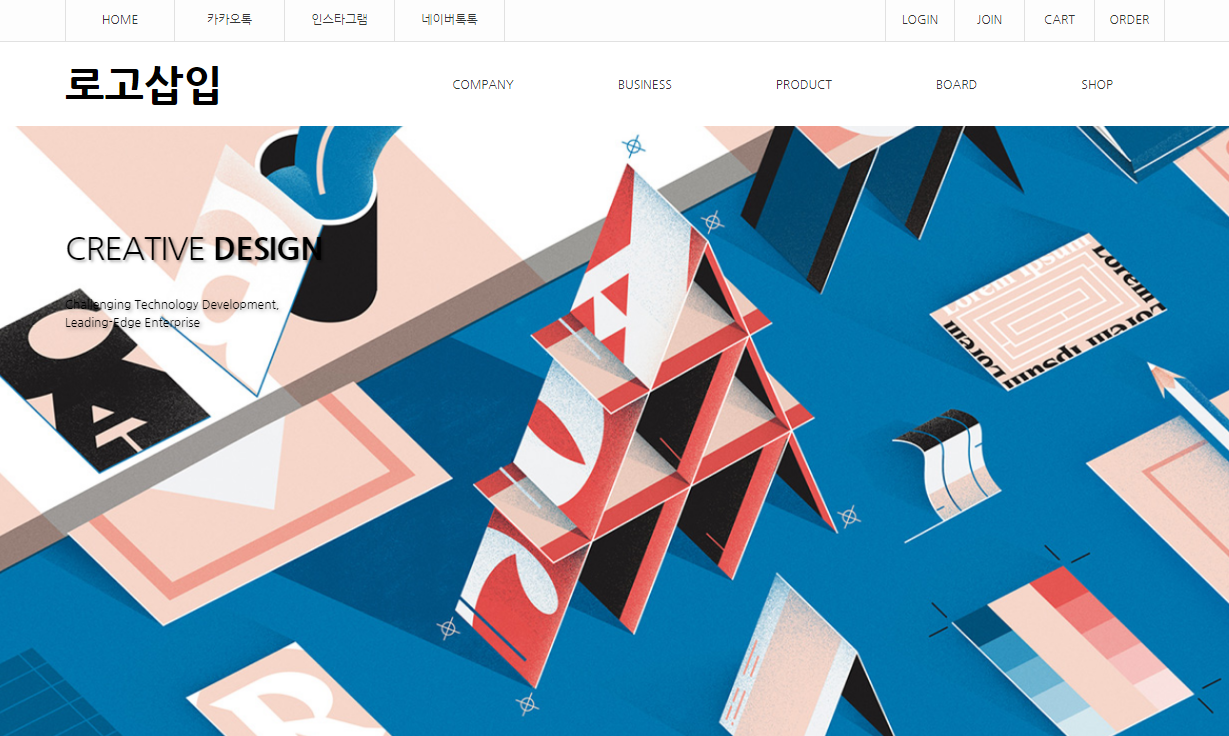 HOME 카카오톡 인스타그램 네이버톡톡 LOGIN JOIN CART ORDER
로고삽입 COMPANY BUSINESS PRODUCT BOARD SHOP
CREATIVE DESIGN
Challenging Technology Development,
Leading-Edge Enterprise
Lorem ipsum
Lorem
Lorem ipsum
Lorem